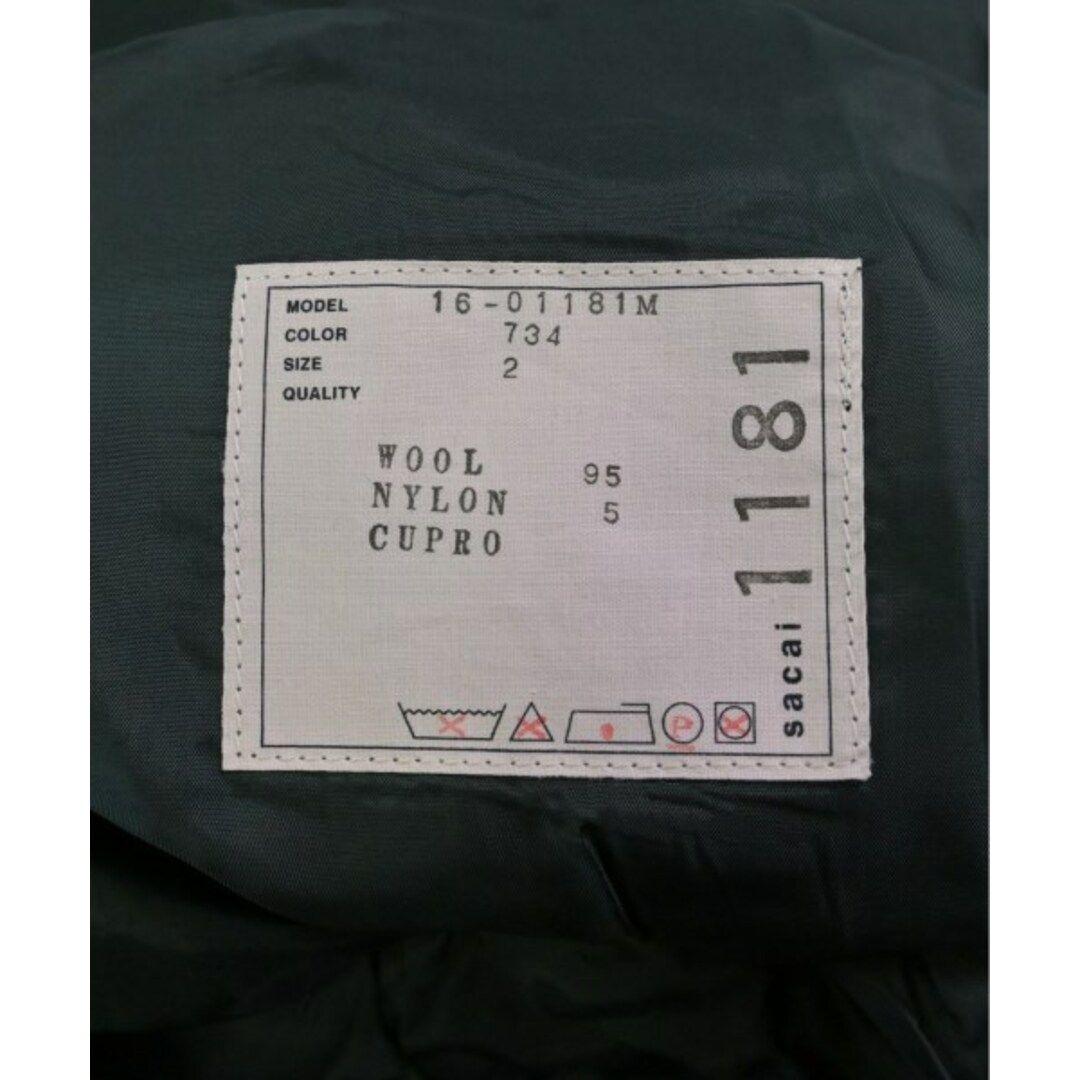 MODEL 16-01181M
COLOR 734
SIZE 2
QUALITY
WOOL 95
NYLON 5
CUPRO
P
sacai 1181